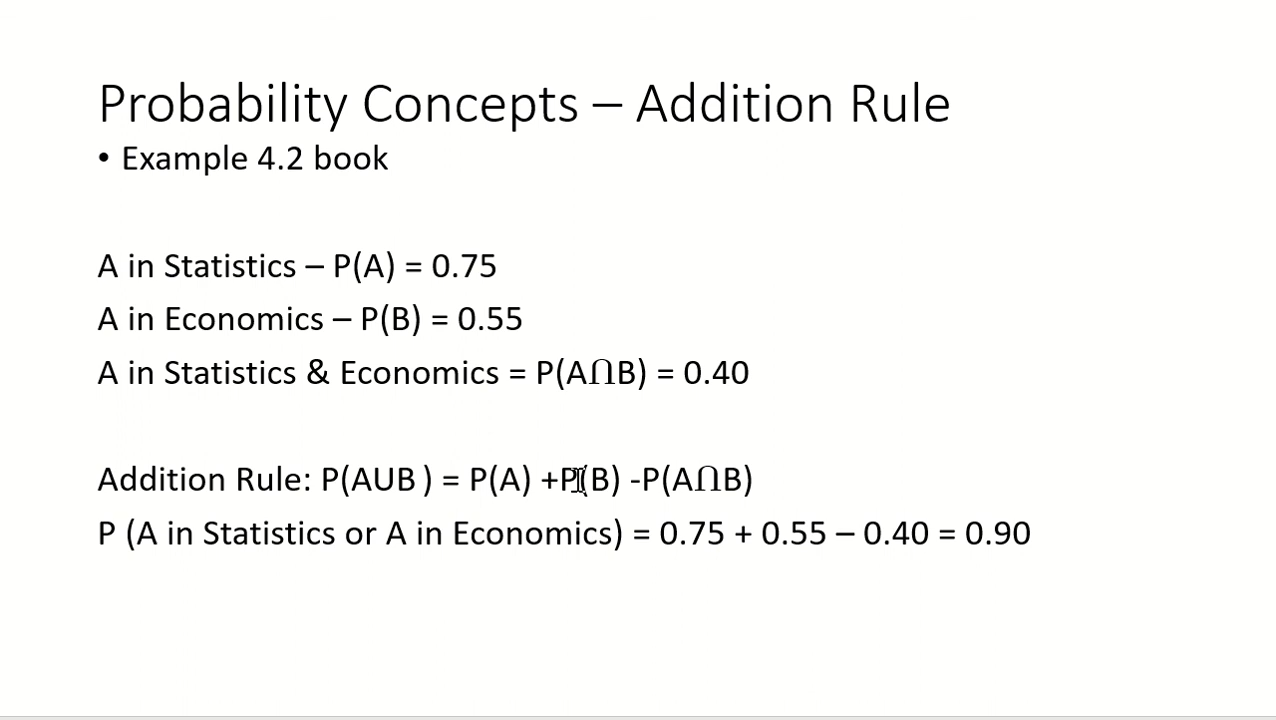 Probability Concepts – Addition Rule
• Example 4.2 book
A in Statistics – P(A) = 0.75
A in Economics – P(B) = 0.55
A in Statistics & Economics = P(A∩B) = 0.40
Addition Rule: P(AUB ) = P(A) +P(B) -P(A∩B)
P (A in Statistics or A in Economics) = 0.75 + 0.55 – 0.40 = 0.90